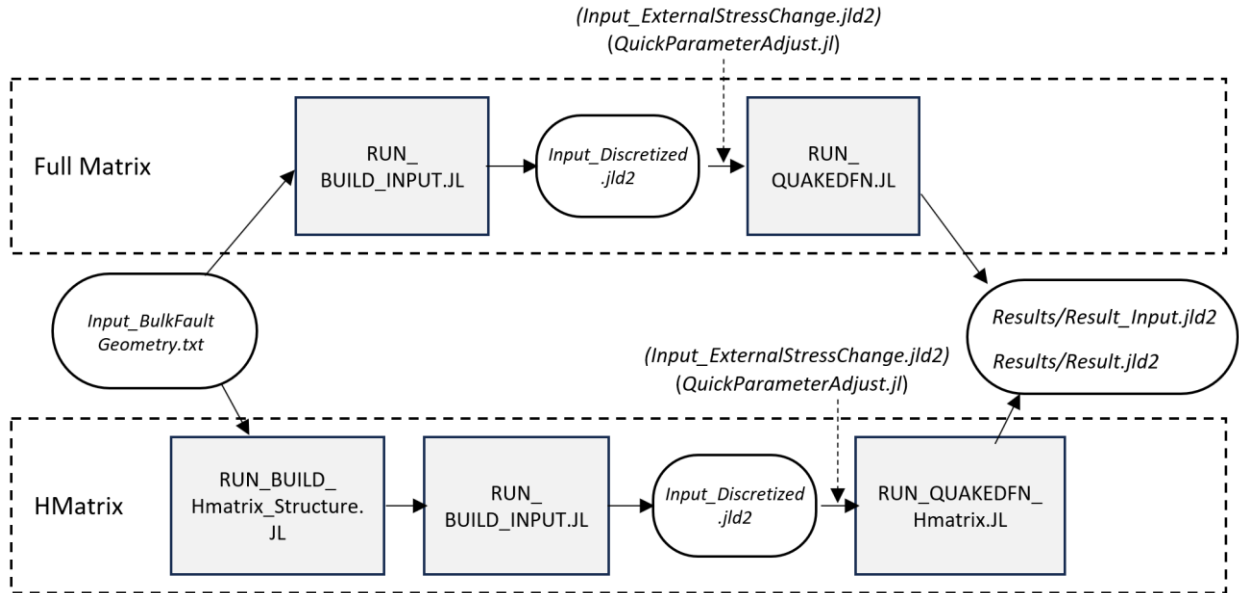 (Input_ExternalStressChange.jld2)
(QuickParameterAdjust.jl)
Full Matrix
RUN_
BUILD_INPUT.JL
Input_Discretized
.jld2
RUN_
QUAKEDFN.JL
Input_BulkFault
Geometry.txt
Results/Result_Input.jld2
Results/Result.jld2
(Input_ExternalStressChange.jld2)
(QuickParameterAdjust.jl)
HMatrix
RUN_BUILD_
Hmatrix_Structure.
JL
RUN_
BUILD_INPUT.JL
Input_Discretized
.jld2
RUN_QUAKEDFN_
Hmatrix.JL